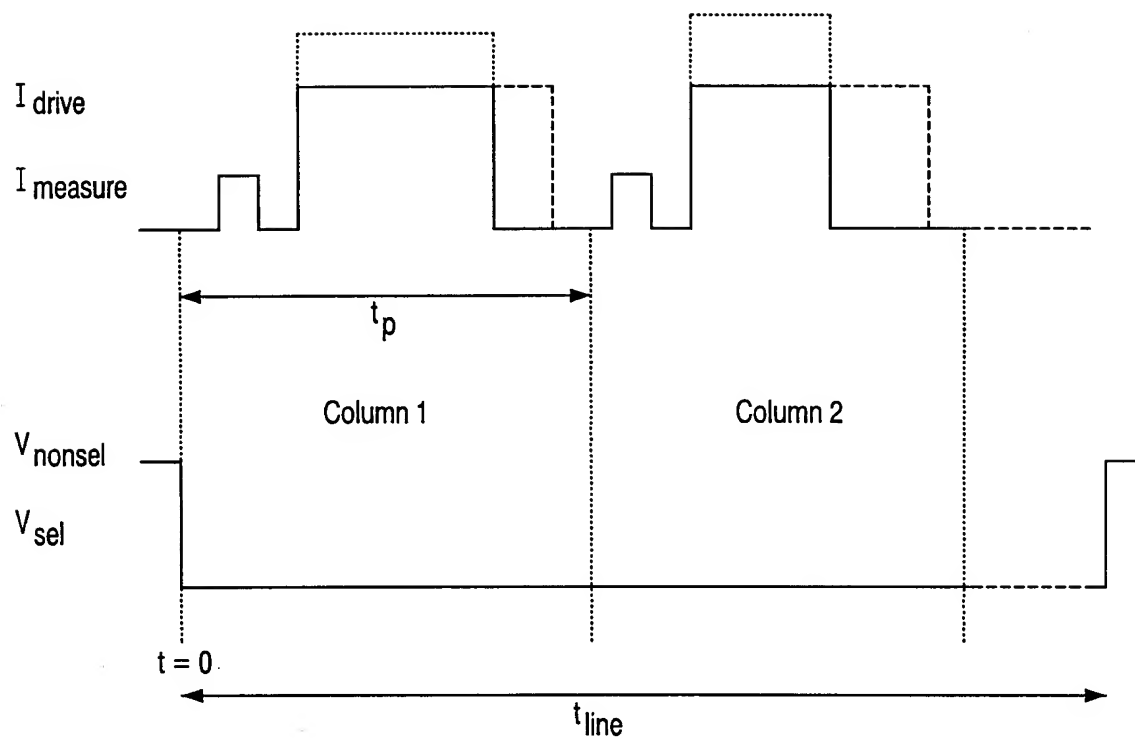 I drive
I measure
t p
Column 1
Column 2
V nonsel
V sel
t = 0
t line